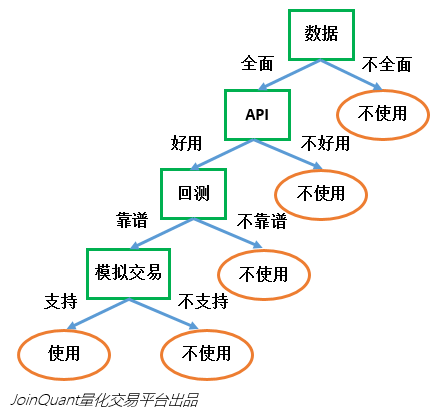 数据
全面
不全面
API
不使用
好用
不好用
回测
不使用
靠谱
不靠谱
模拟交易
不使用
支持
不支持
使用
不使用
JoinQuant量化交易平台出品